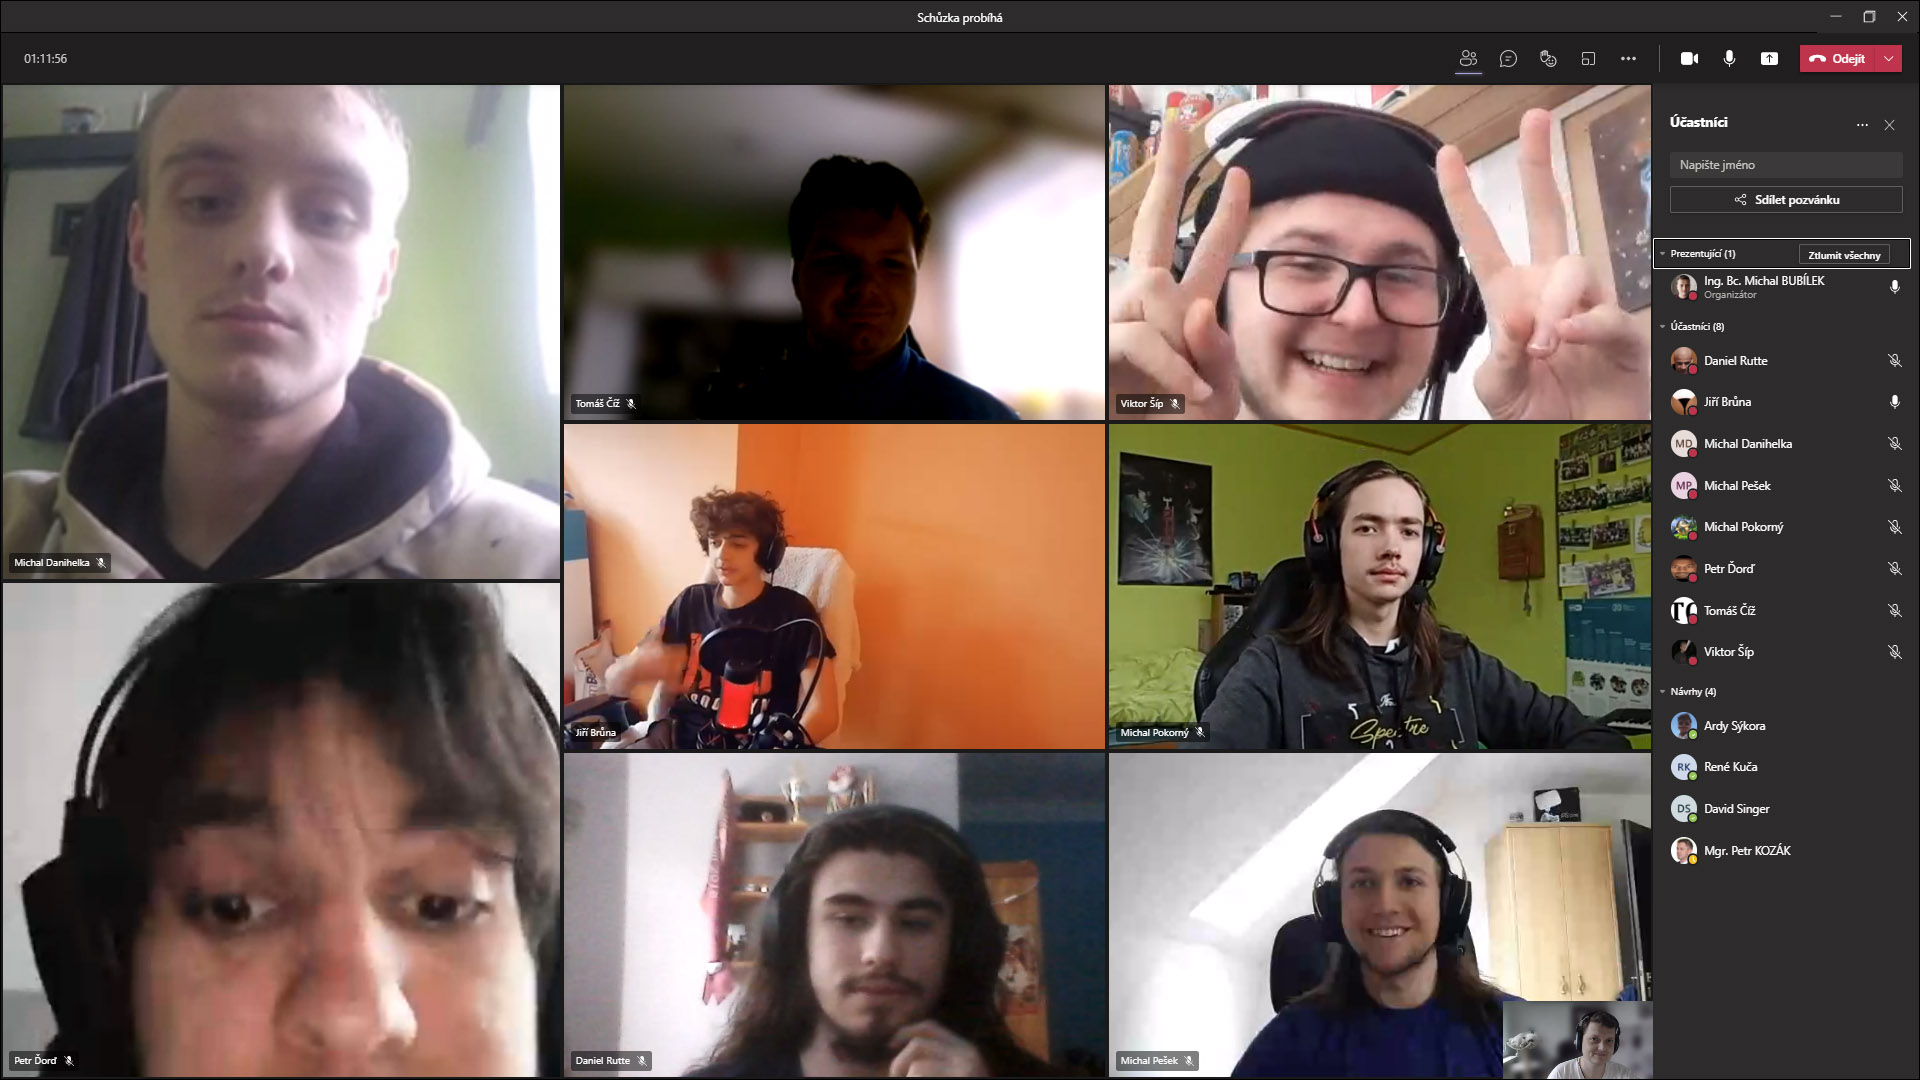 Schůzka probíhá
01:11:56
Odejít
Michal Danihelka
Tomáš Číž
Viktor Šíp
Jiří Brůna
Michal Pokorný
Spectre
Petr Ďorď
Daniel Rutte
Michal Pešek
Účastníci
Napište jméno
Sdílet pozvánku
Prezentující (1)
Ztlumit všechny
Ing. Bc. Michal BUBÍLEK
Organizátor
Účastníci (8)
Daniel Rutte
Jiří Brůna
MD Michal Danihelka
MP Michal Pešek
Michal Pokorný
Petr Ďorď
Tomáš Číž
Viktor Šíp
Návrhy (4)
Ardy Sýkora
RK René Kuča
DS David Singer
Mgr. Petr KOZÁK